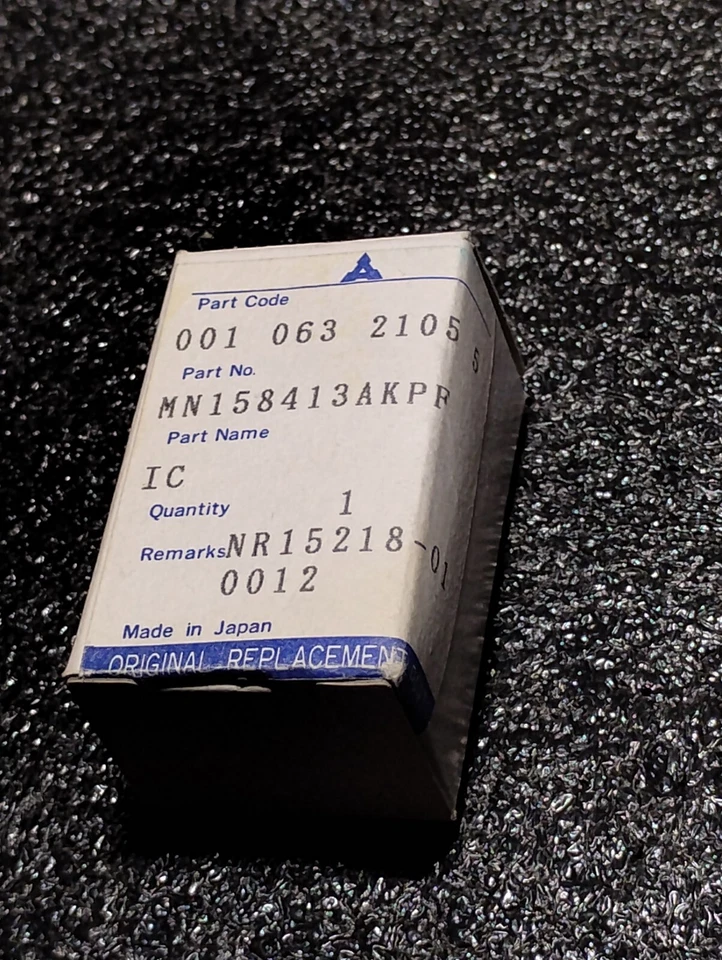 Part Code
001 063 2105 5
Part No.
MN158413AKPF
Part Name
IC
Quantity 1
Remarks NR15218-01
0012
Made in Japan
ORIGINAL REPLACEMENT